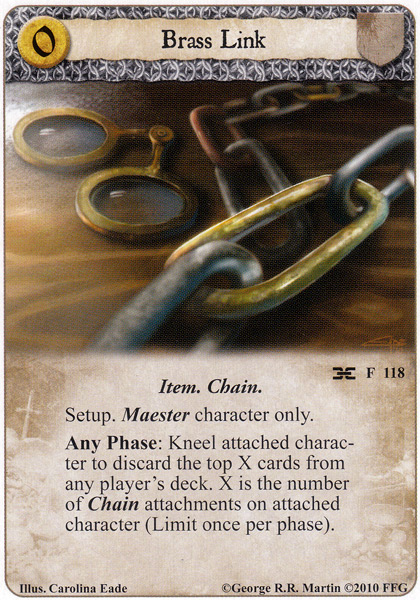 0
Brass Link
F 118
Item. Chain.
Setup. Maester character only.
Any Phase: Kneel attached charac-
ter to discard the top X cards from
any player's deck. X is the number
of Chain attachments on attached
character (Limit once per phase).
Illus. Carolina Eade ©George R.R. Martin ©2010 FFG